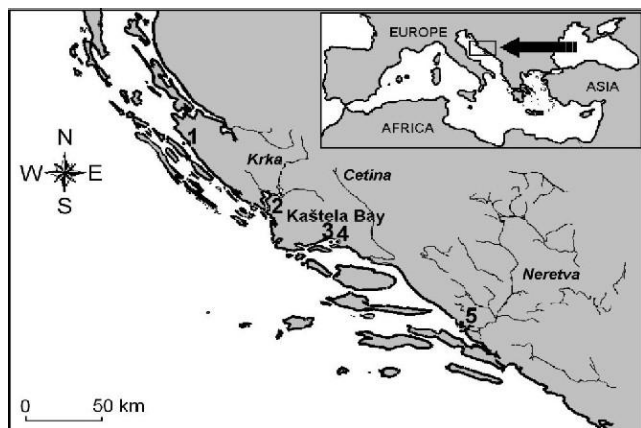 EUROPE
ASIA
AFRICA
1
N
W E
S
Krka
Cetina
2
Kaštela Bay
3 4
Neretva
5
0 50 km